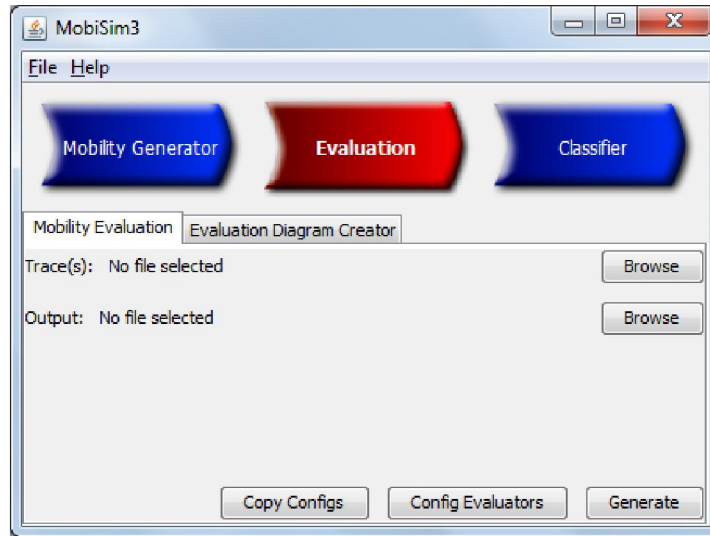 MobiSim3
File Help
Mobility Generator
Evaluation
Classifier
Mobility Evaluation
Evaluation Diagram Creator
Trace(s): No file selected
Browse
Output: No file selected
Browse
Copy Configs
Config Evaluators
Generate